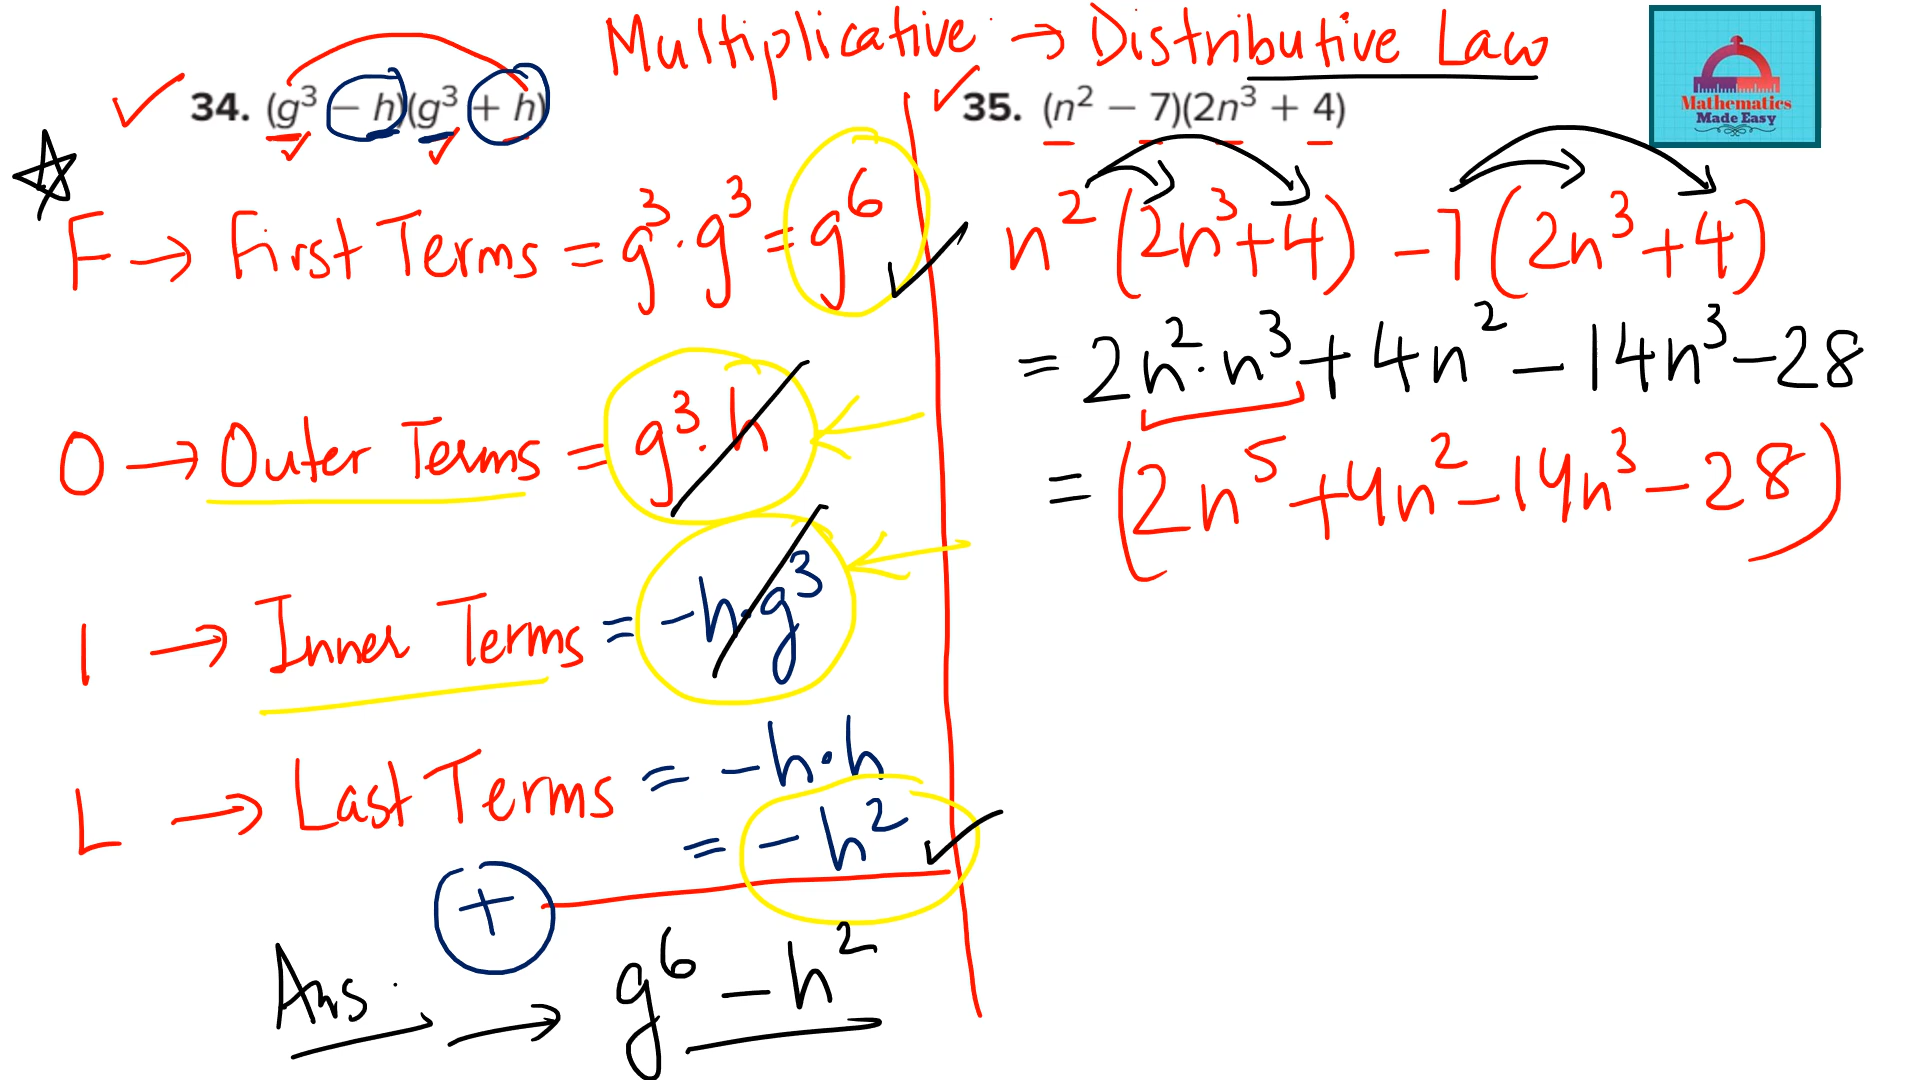 Multiplicative → Distributive Law
34. (g³ − h)(g³ + h)
F → First Terms = g³ · g³ = g⁶
O → Outer Terms = g³ · h
I → Inner Terms = −h · g³
L → Last Terms = −h · h
= −h²
+
Ans. → g⁶ − h²
35. (n² − 7)(2n³ + 4)
n² (2n³ + 4) − 7 (2n³ + 4)
= 2n² · n³ + 4n² − 14n³ − 28
= (2n⁵ + 4n² − 14n³ − 28)
Mathematics
Made Easy